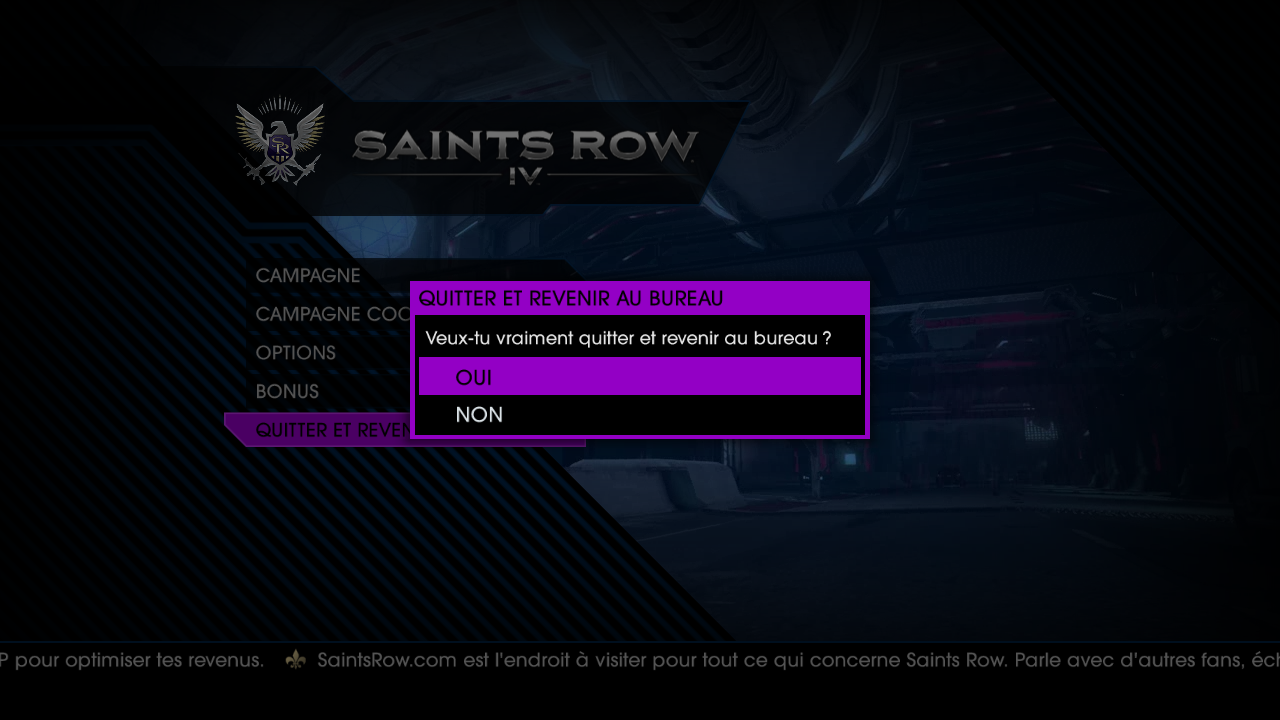 SAINTS ROW
IV
CAMPAGNE
CAMPAGNE COO
OPTIONS
BONUS
QUITTER ET REVEN
QUITTER ET REVENIR AU BUREAU
Veux-tu vraiment quitter et revenir au bureau ?
OUI
NON
P pour optimiser tes revenus. SaintsRow.com est l'endroit à visiter pour tout ce qui concerne Saints Row. Parle avec d'autres fans, éch